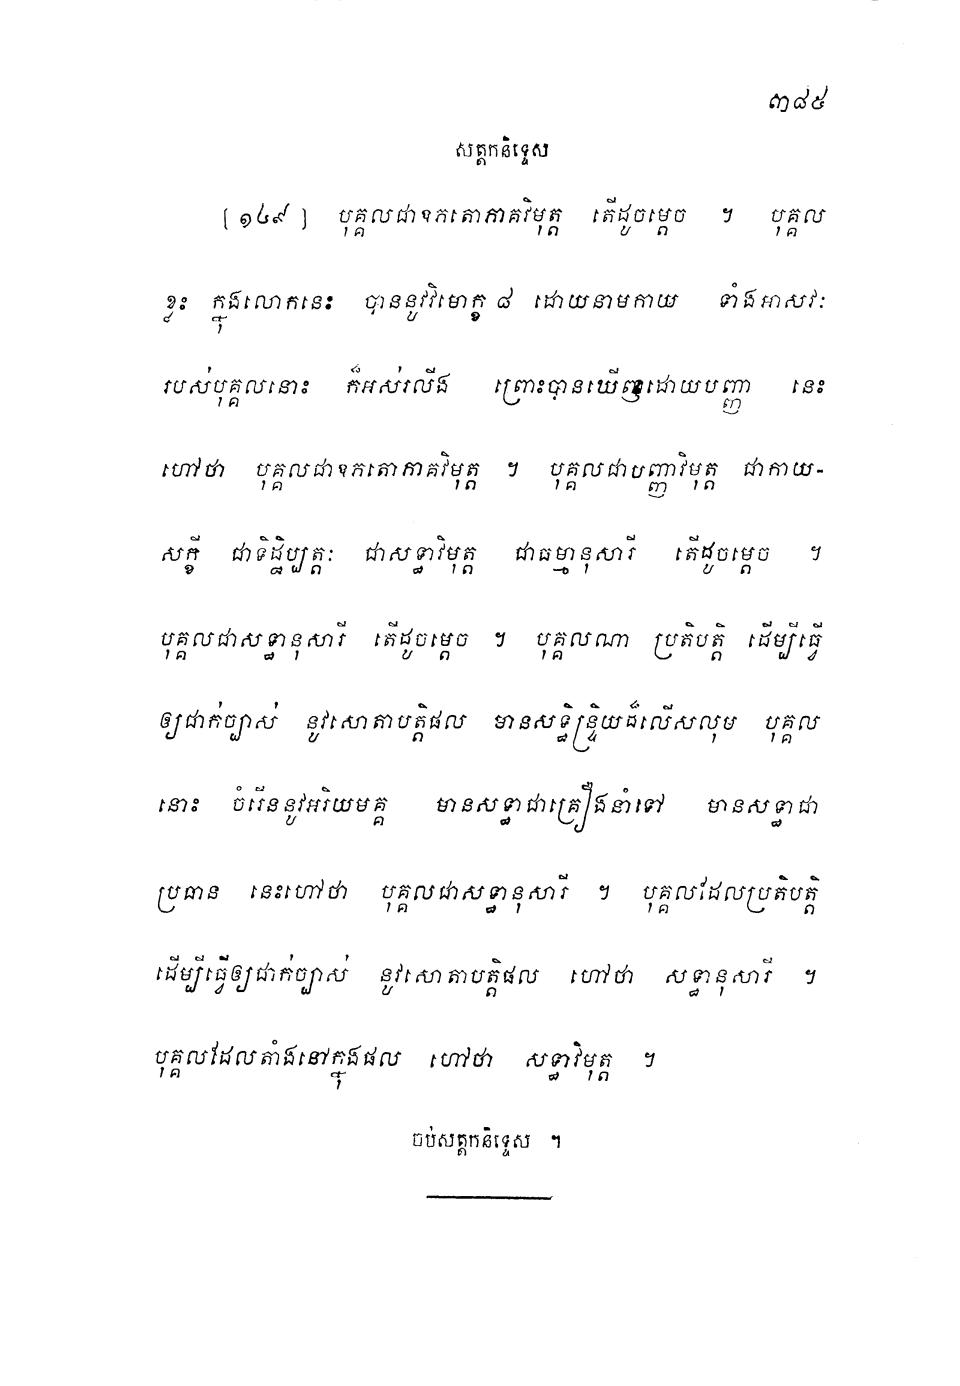 ៣៨៥
សត្តកនិទ្ទេស
[ ១៤៩ ] បុគ្គលជាឧភតោភាគវិមុត្ត តើដូចម្តេច ។ បុគ្គល
ខ្លះ ក្នុងលោកនេះ បាននូវវិមោក្ខ ៨ ដោយនាមកាយ ទាំងអាសវៈ
របស់បុគ្គលនោះ ក៏អស់រលីង ព្រោះបានឃើញដោយបញ្ញា នេះ
ហៅថា បុគ្គលជាឧភតោភាគវិមុត្ត ។ បុគ្គលជាបញ្ញាវិមុត្ត ជាកាយ-
សក្ខី ជាទិដ្ឋិប្បត្តៈ ជាសទ្ធាវិមុត្ត ជាធម្មានុសារី តើដូចម្តេច ។
បុគ្គលជាសទ្ធានុសារី តើដូចម្តេច ។ បុគ្គលណា ប្រតិបត្តិ ដើម្បីធ្វើ
ឲ្យជាក់ច្បាស់ នូវសោតាបត្តិផល មានសទ្ធិន្ទ្រិយដ៏លើសលុប បុគ្គល
នោះ ចំរើននូវអរិយមគ្គ មានសទ្ធាជាគ្រឿងនាំទៅ មានសទ្ធាជា
ប្រធាន នេះហៅថា បុគ្គលជាសទ្ធានុសារី ។ បុគ្គលដែលប្រតិបត្តិ
ដើម្បីធ្វើឲ្យជាក់ច្បាស់ នូវសោតាបត្តិផល ហៅថា សទ្ធានុសារី ។
បុគ្គលដែលតាំងនៅក្នុងផល ហៅថា សទ្ធាវិមុត្ត ។
ចប់សត្តកនិទ្ទេស ។